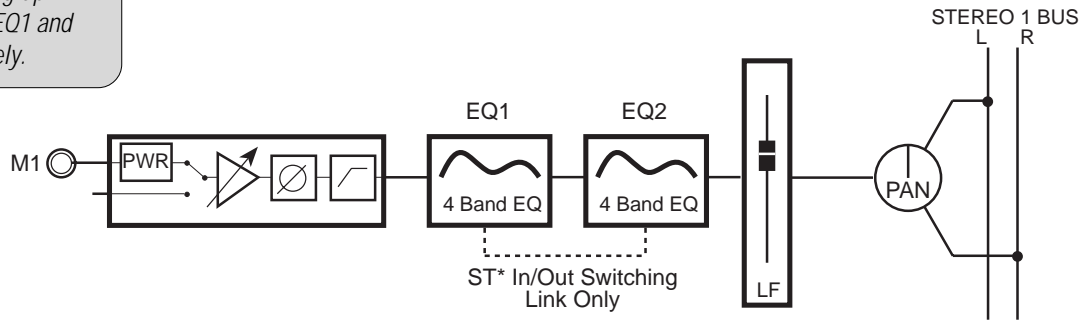 EQ1 and
ely.
STEREO 1 BUS
L R
EQ1 EQ2
M1 PWR
PAN
4 Band EQ 4 Band EQ
ST* In/Out Switching
Link Only
LF